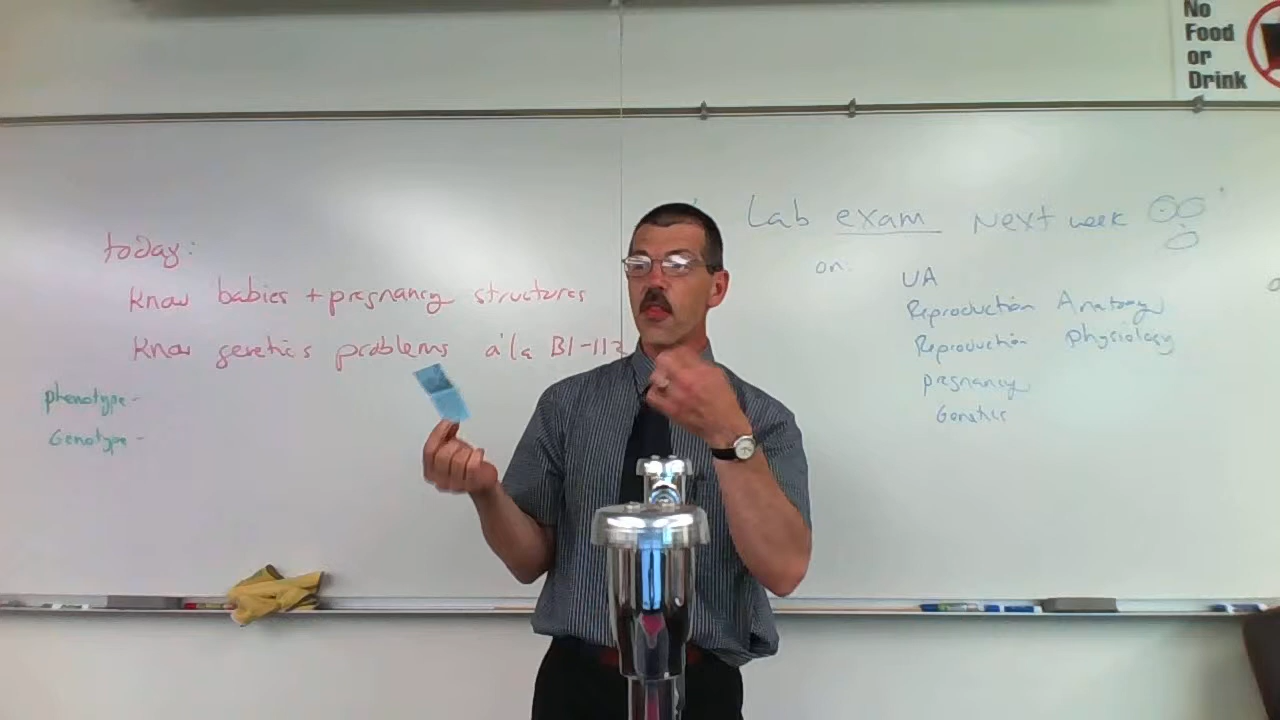 No
Food
or
Drink
today:
Know babies + pregnancy structures
Know genetics problems a'la BI-112
phenotype -
Genotype -
Lab exam Next week
on:
UA
Reproduction Anatomy
Reproduction physiology
pregnancy
Genetics